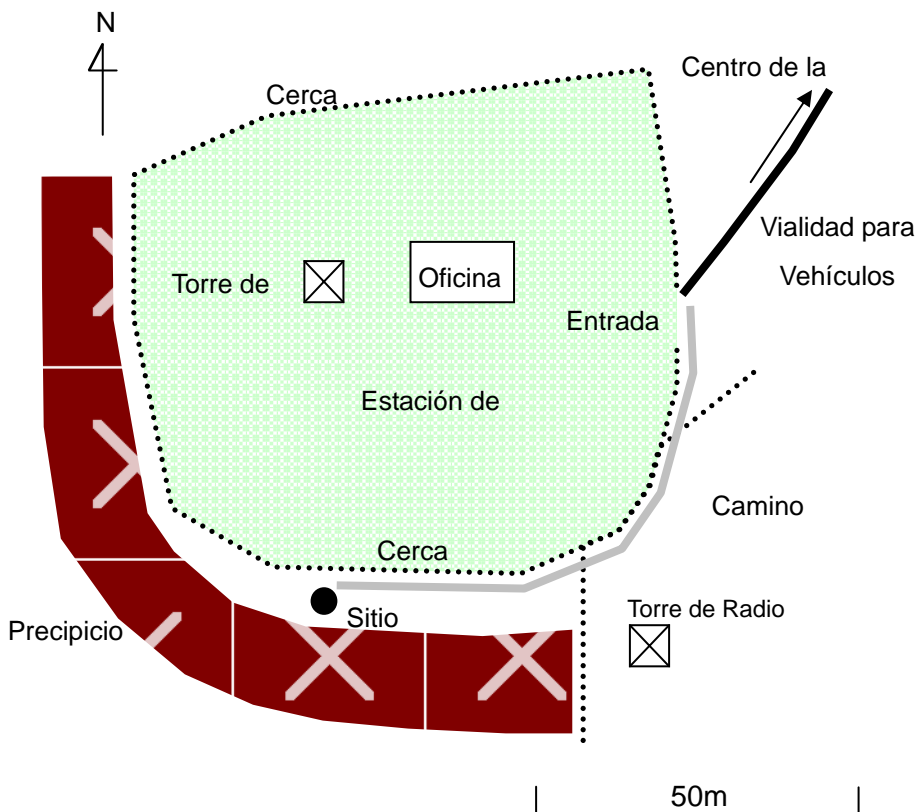 N
Centro de la
Cerca
Vialidad para
Vehículos
Torre de
Oficina
Entrada
Estación de
Camino
Cerca
Sitio
Torre de Radio
Precipicio
50m